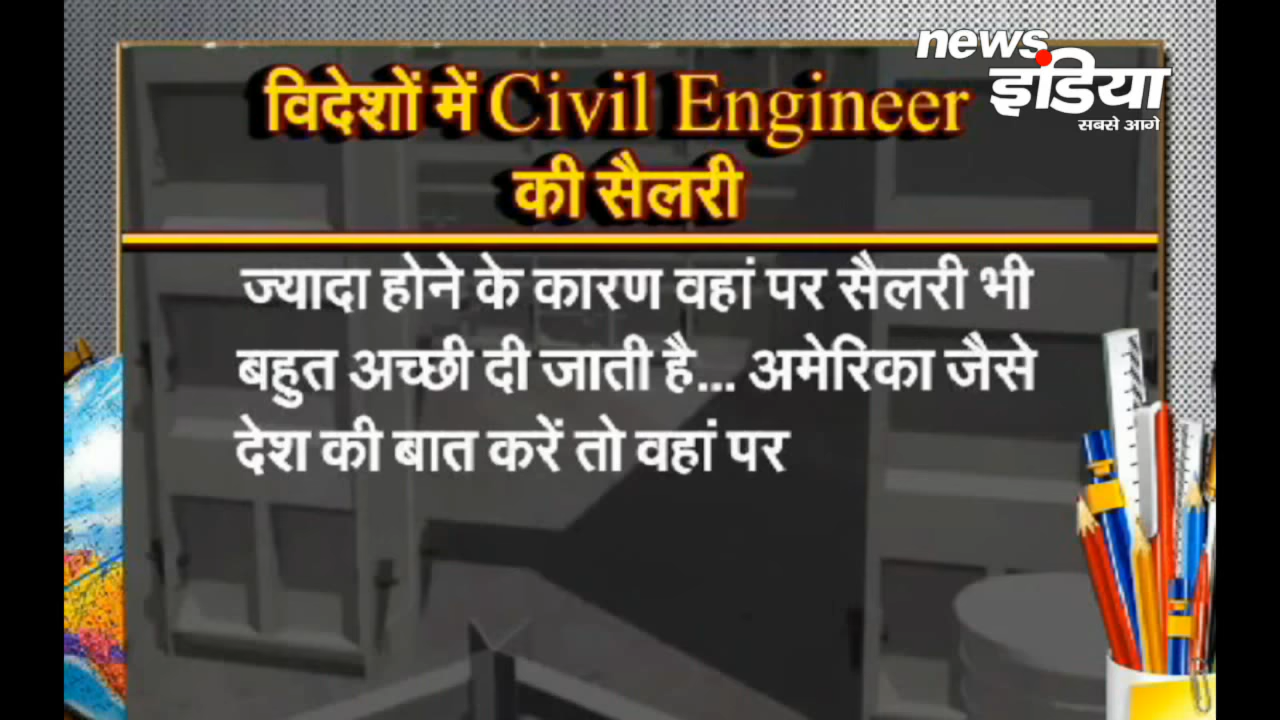 news
इंडिया
सबसे आगे
विदेशों में Civil Engineer
की सैलरी
ज्यादा होने के कारण वहां पर सैलरी भी
बहुत अच्छी दी जाती है... अमेरिका जैसे
देश की बात करें तो वहां पर